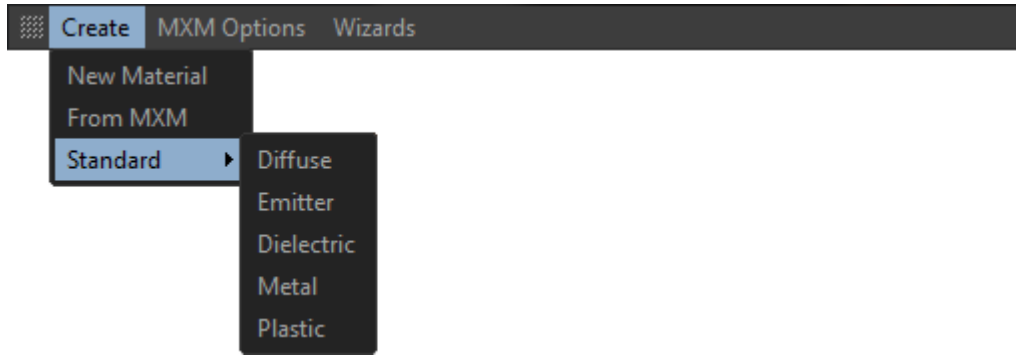 Create MXM Options Wizards
New Material
From MXM
Standard
Diffuse
Emitter
Dielectric
Metal
Plastic